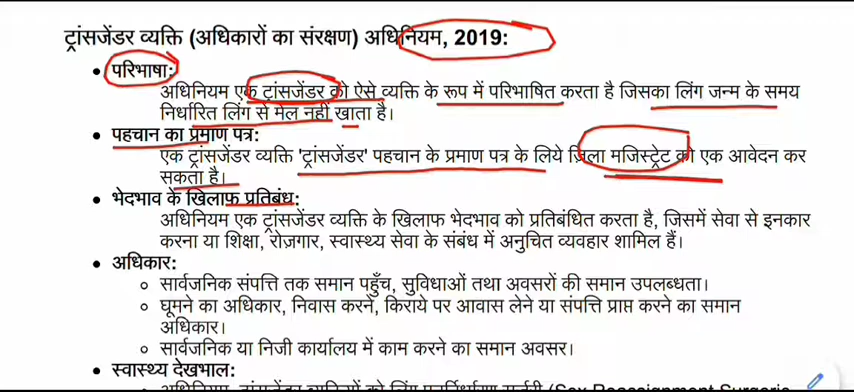 ट्रांसजेंडर व्यक्ति (अधिकारों का संरक्षण) अधिनियम, 2019:
• परिभाषा:
अधिनियम एक ट्रांसजेंडर को ऐसे व्यक्ति के रूप में परिभाषित करता है जिसका लिंग जन्म के समय
निर्धारित लिंग से मेल नहीं खाता है।
• पहचान का प्रमाण पत्र:
एक ट्रांसजेंडर व्यक्ति 'ट्रांसजेंडर' पहचान के प्रमाण पत्र के लिये ज़िला मजिस्ट्रेट को एक आवेदन कर
सकता है।
• भेदभाव के खिलाफ प्रतिबंध:
अधिनियम एक ट्रांसजेंडर व्यक्ति के खिलाफ भेदभाव को प्रतिबंधित करता है, जिसमें सेवा से इनकार
करना या शिक्षा, रोज़गार, स्वास्थ्य सेवा के संबंध में अनुचित व्यवहार शामिल हैं।
• अधिकार:
○ सार्वजनिक संपत्ति तक समान पहुँच, सुविधाओं तथा अवसरों की समान उपलब्धता।
○ घूमने का अधिकार, निवास करने, किराये पर आवास लेने या संपत्ति प्राप्त करने का समान
अधिकार।
○ सार्वजनिक या निजी कार्यालय में काम करने का समान अवसर।
• स्वास्थ्य देखभाल: